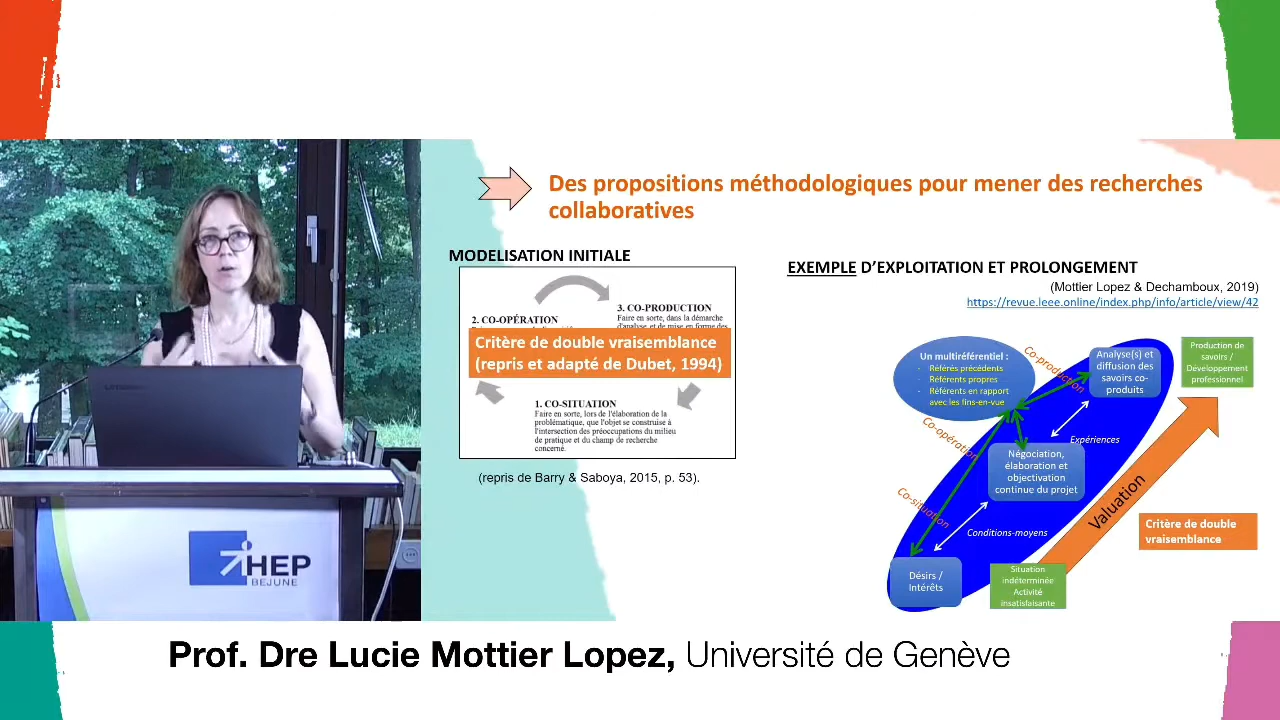 Des propositions méthodologiques pour mener des recherches
collaboratives
MODELISATION INITIALE
2. CO-OPÉRATION
3. CO-PRODUCTION
Faire en sorte, dans la démarche
d'analyse et de mise en forme des
Critère de double vraisemblance
(repris et adapté de Dubet, 1994)
1. CO-SITUATION
Faire en sorte, lors de l'élaboration de la
problématique, que l'objet se construise à
l'intersection des préoccupations du milieu
de pratique et du champ de recherche
concerné.
(repris de Barry & Saboya, 2015, p. 53).
EXEMPLE D'EXPLOITATION ET PROLONGEMENT
(Mottier Lopez & Dechamboux, 2019)
https://revue.leee.online/index.php/info/article/view/42
Un multiréférentiel :
- Référés précédents
- Référents propres
- Référents en rapport
avec les fins-en-vue
Co-production
Analyse(s) et
diffusion des
savoirs co-
produits
Production de
savoirs /
Développement
professionnel
Co-opération
Expériences
Négociation,
élaboration et
objectivation
continue du projet
Co-situation
Conditions-moyens
Valuation
Critère de double
vraisemblance
Désirs /
Intérêts
Situation
indéterminée
Activité
insatisfaisante
HEP
BEJUNE
Prof. Dre Lucie Mottier Lopez, Université de Genève